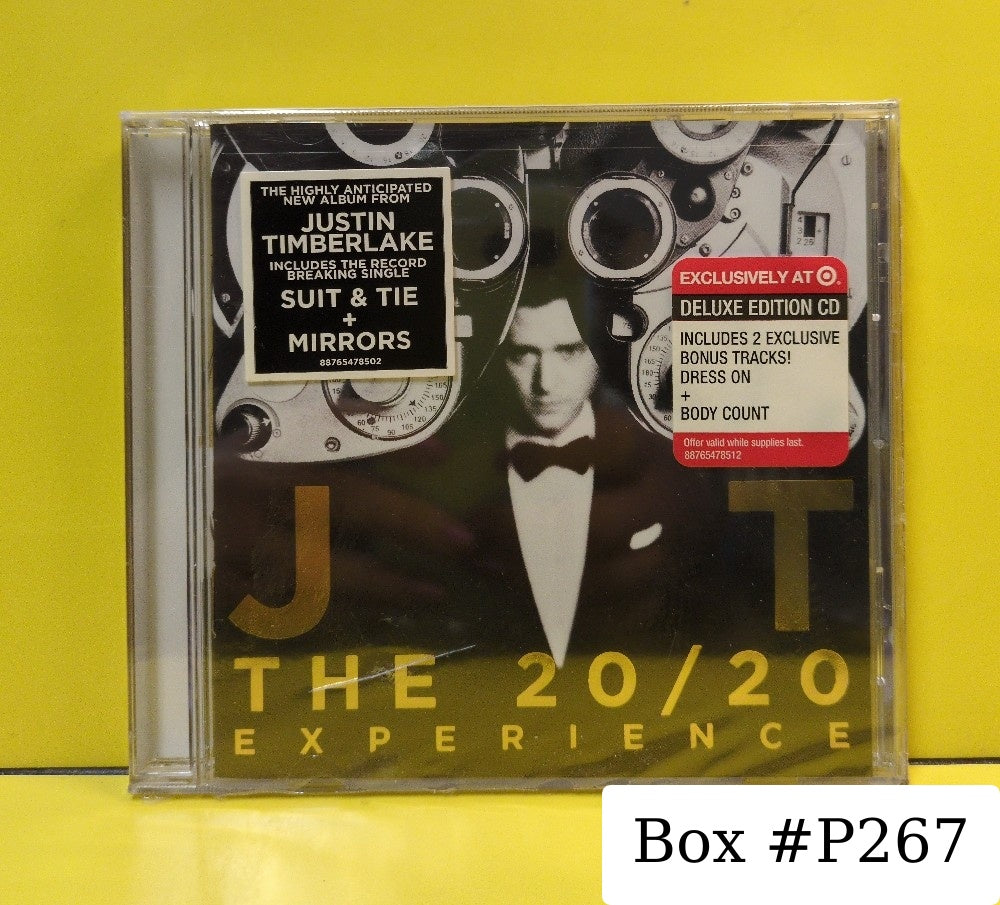 THE HIGHLY ANTICIPATED
NEW ALBUM FROM
JUSTIN
TIMBERLAKE
INCLUDES THE RECORD
BREAKING SINGLE
SUIT & TIE
+
MIRRORS
88765478502
EXCLUSIVELY AT
DELUXE EDITION CD
INCLUDES 2 EXCLUSIVE
BONUS TRACKS!
DRESS ON
+
BODY COUNT
Offer valid while supplies last.
88765478512
J T
THE 20/20
EXPERIENCE
Box #P267